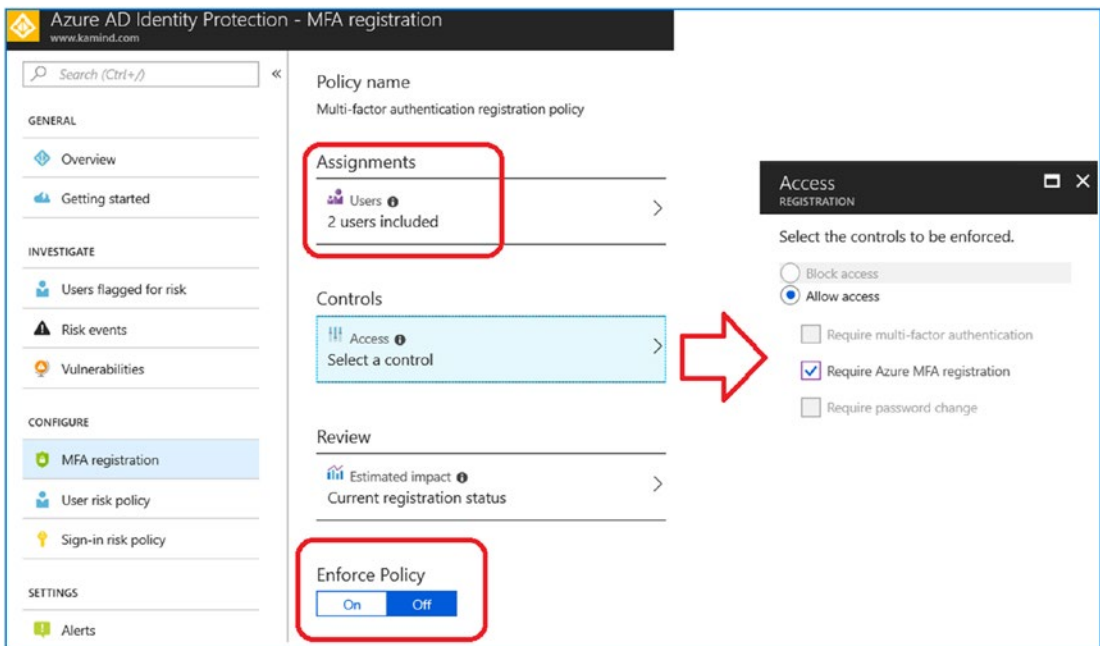 Azure AD Identity Protection - MFA registration
www.kamind.com
Search (Ctrl+/)
«
GENERAL
Overview
Getting started
INVESTIGATE
Users flagged for risk
Risk events
Vulnerabilities
CONFIGURE
MFA registration
User risk policy
Sign-in risk policy
SETTINGS
Alerts
Policy name
Multi-factor authentication registration policy
Assignments
Users
2 users included
Controls
Access
Select a control
Review
Estimated impact
Current registration status
Enforce Policy
On Off
Access
REGISTRATION
Select the controls to be enforced.
Block access
Allow access
Require multi-factor authentication
Require Azure MFA registration
Require password change